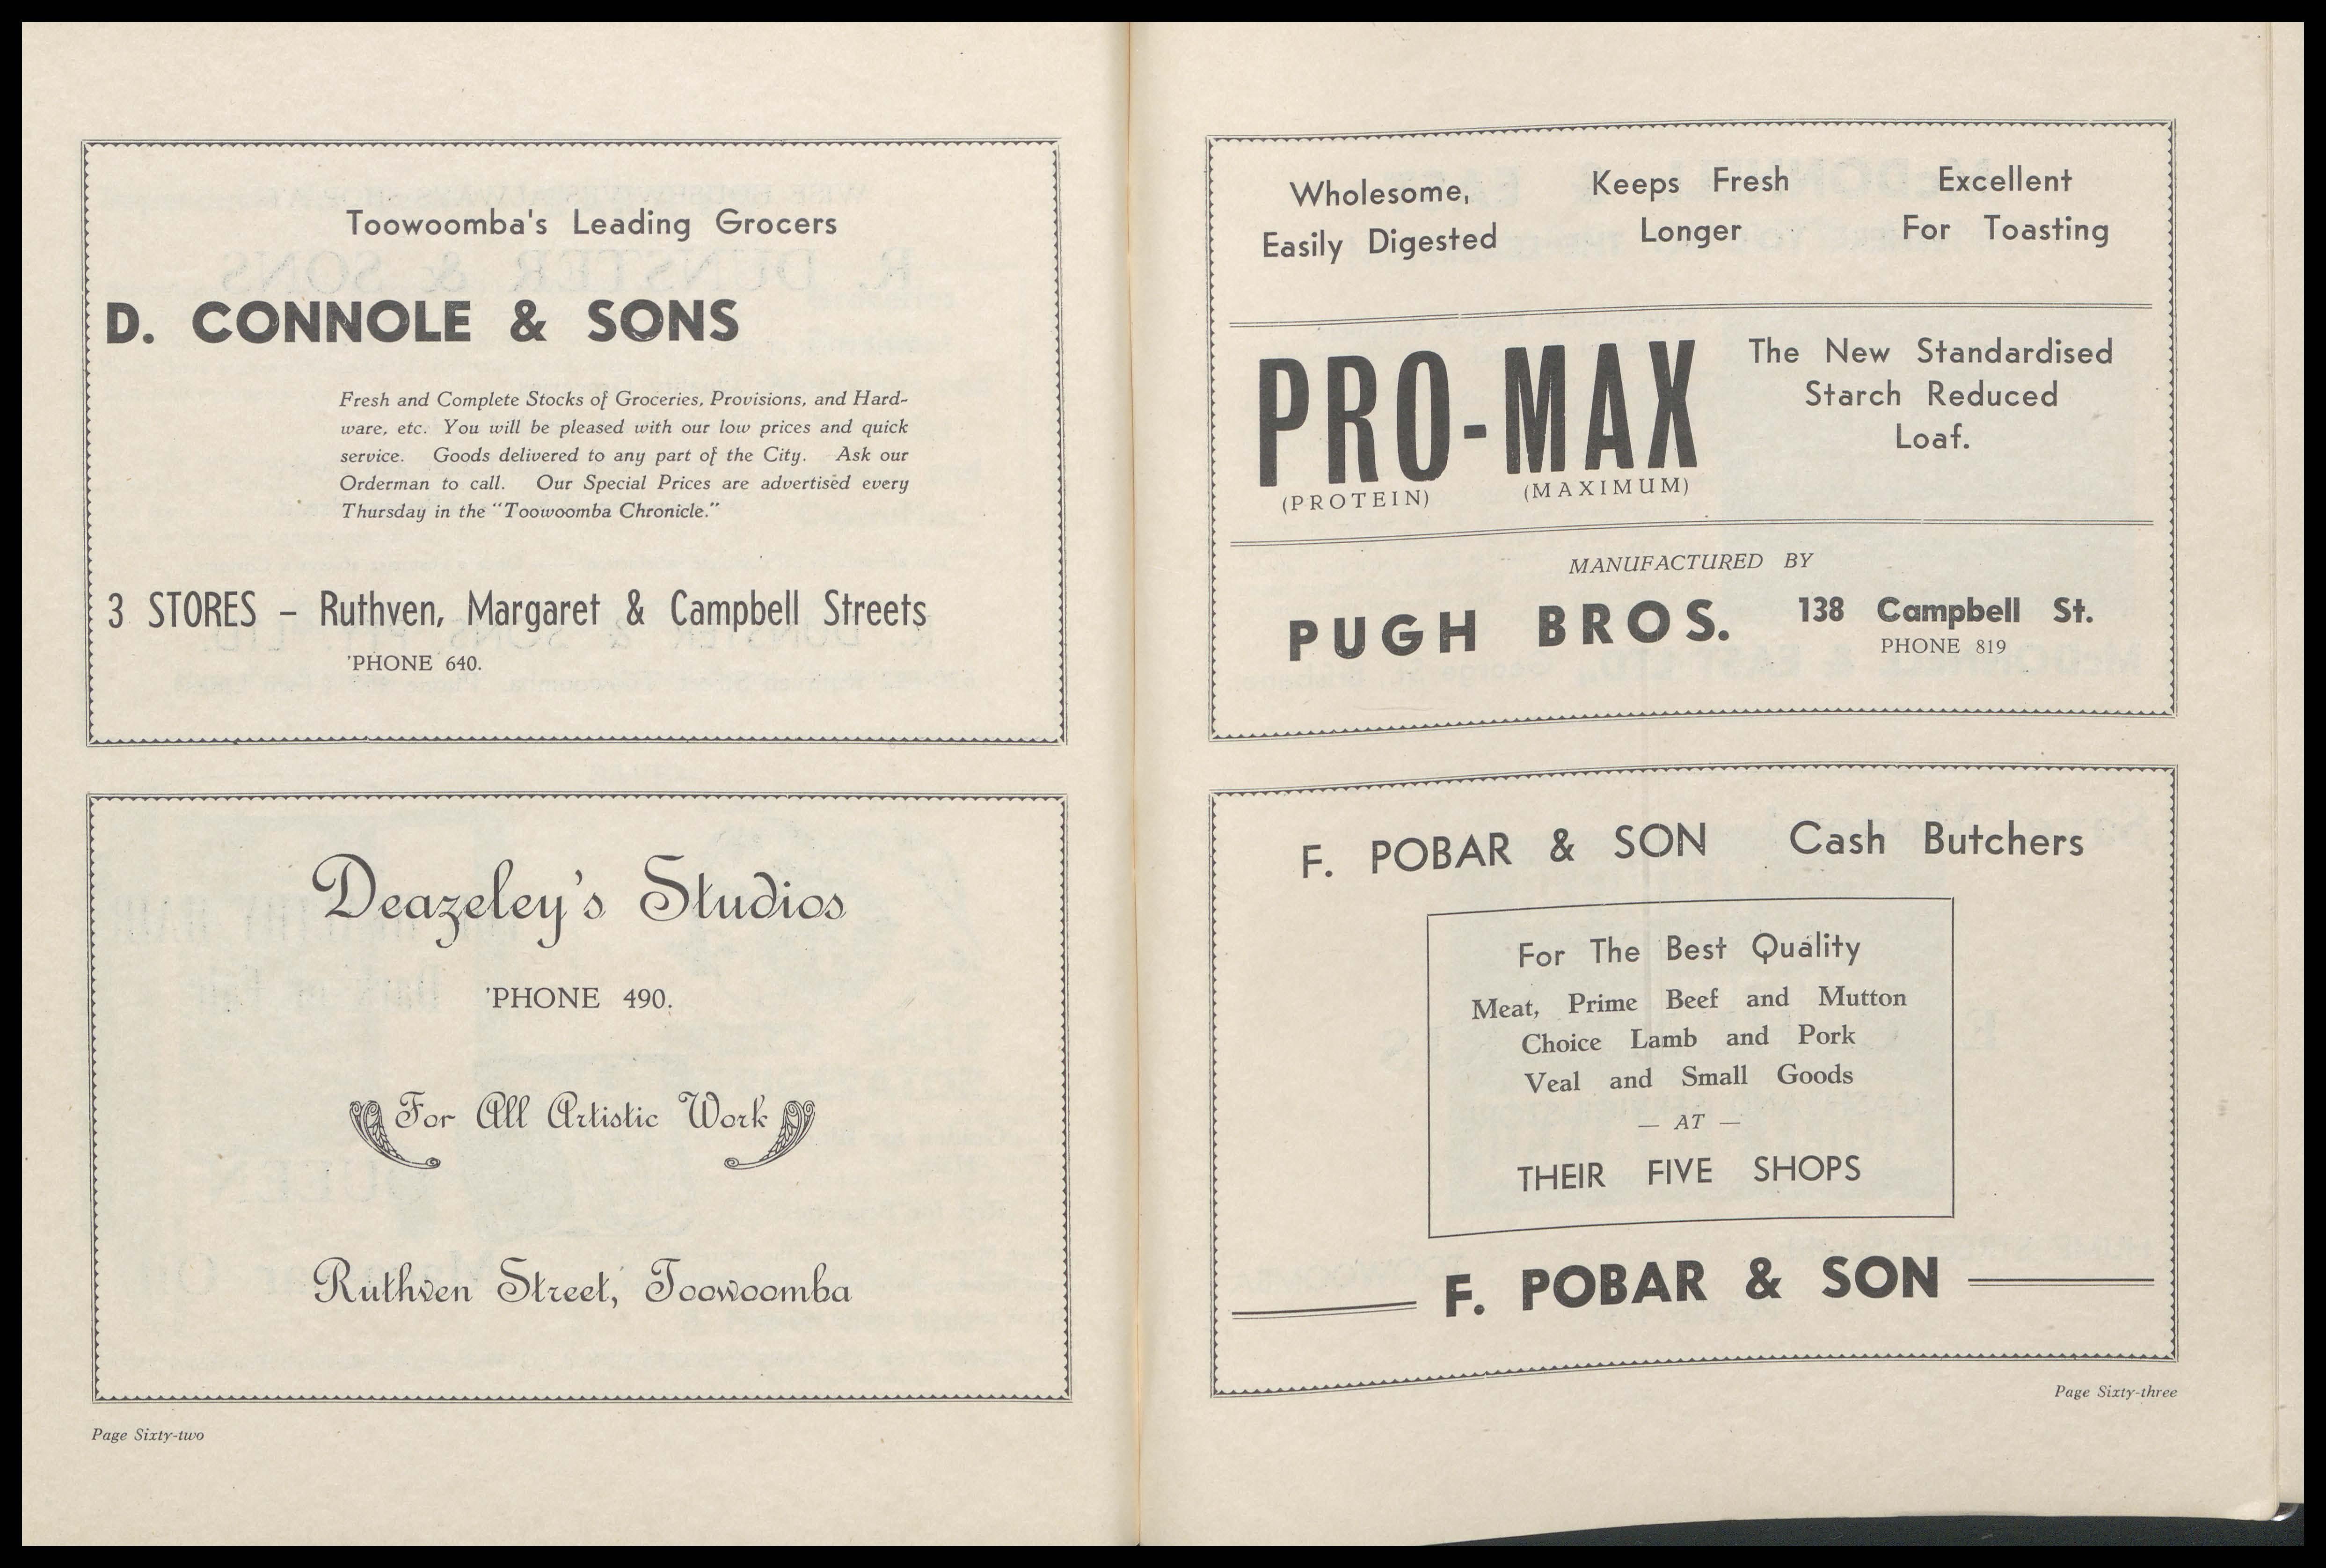 Toowoomba's Leading Grocers
D. CONNOLE & SONS
Fresh and Complete Stocks of Groceries, Provisions, and Hard-
ware, etc. You will be pleased with our low prices and quick
service. Goods delivered to any part of the City. Ask our
Orderman to call. Our Special Prices are advertised every
Thursday in the "Toowoomba Chronicle."
3 STORES – Ruthven, Margaret & Campbell Streets
'PHONE 640.
Deazeley's Studios
'PHONE 490.
For All Artistic Work
Ruthven Street, Toowoomba
Page Sixty-two
Wholesome,
Easily Digested
Keeps Fresh
Longer
Excellent
For Toasting
PRO-MAX
(PROTEIN) (MAXIMUM)
The New Standardised
Starch Reduced
Loaf.
MANUFACTURED BY
PUGH BROS.
138 Campbell St.
PHONE 819
F. POBAR & SON Cash Butchers
For The Best Quality
Meat, Prime Beef and Mutton
Choice Lamb and Pork
Veal and Small Goods
— AT —
THEIR FIVE SHOPS
F. POBAR & SON
Page Sixty-three